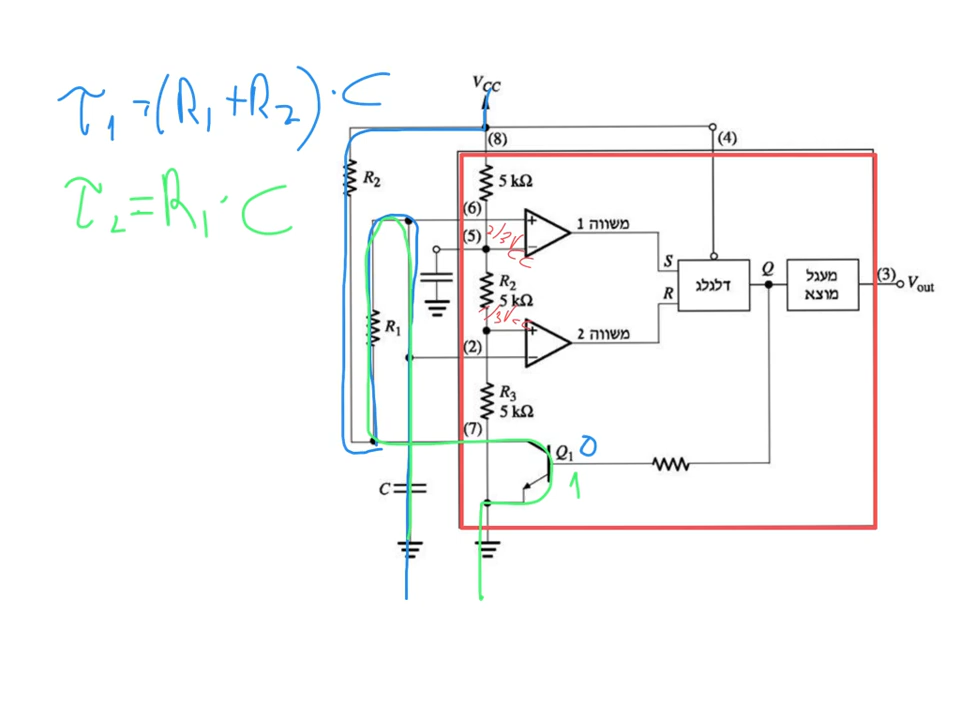 τ₁=(R₁+R₂)·C
τ₂=R₁·C
VCC
(8)
(4)
R₂
5 kΩ
(6)
(5)
2/3VCC
+
−
משווה 1
S
R
דלגלג
Q
מעגל
מוצא
(3)
Vout
R₂
5 kΩ
1/3Vcc
R₁
(2)
+
−
משווה 2
R₃
5 kΩ
(7)
Q₁
0
1
C